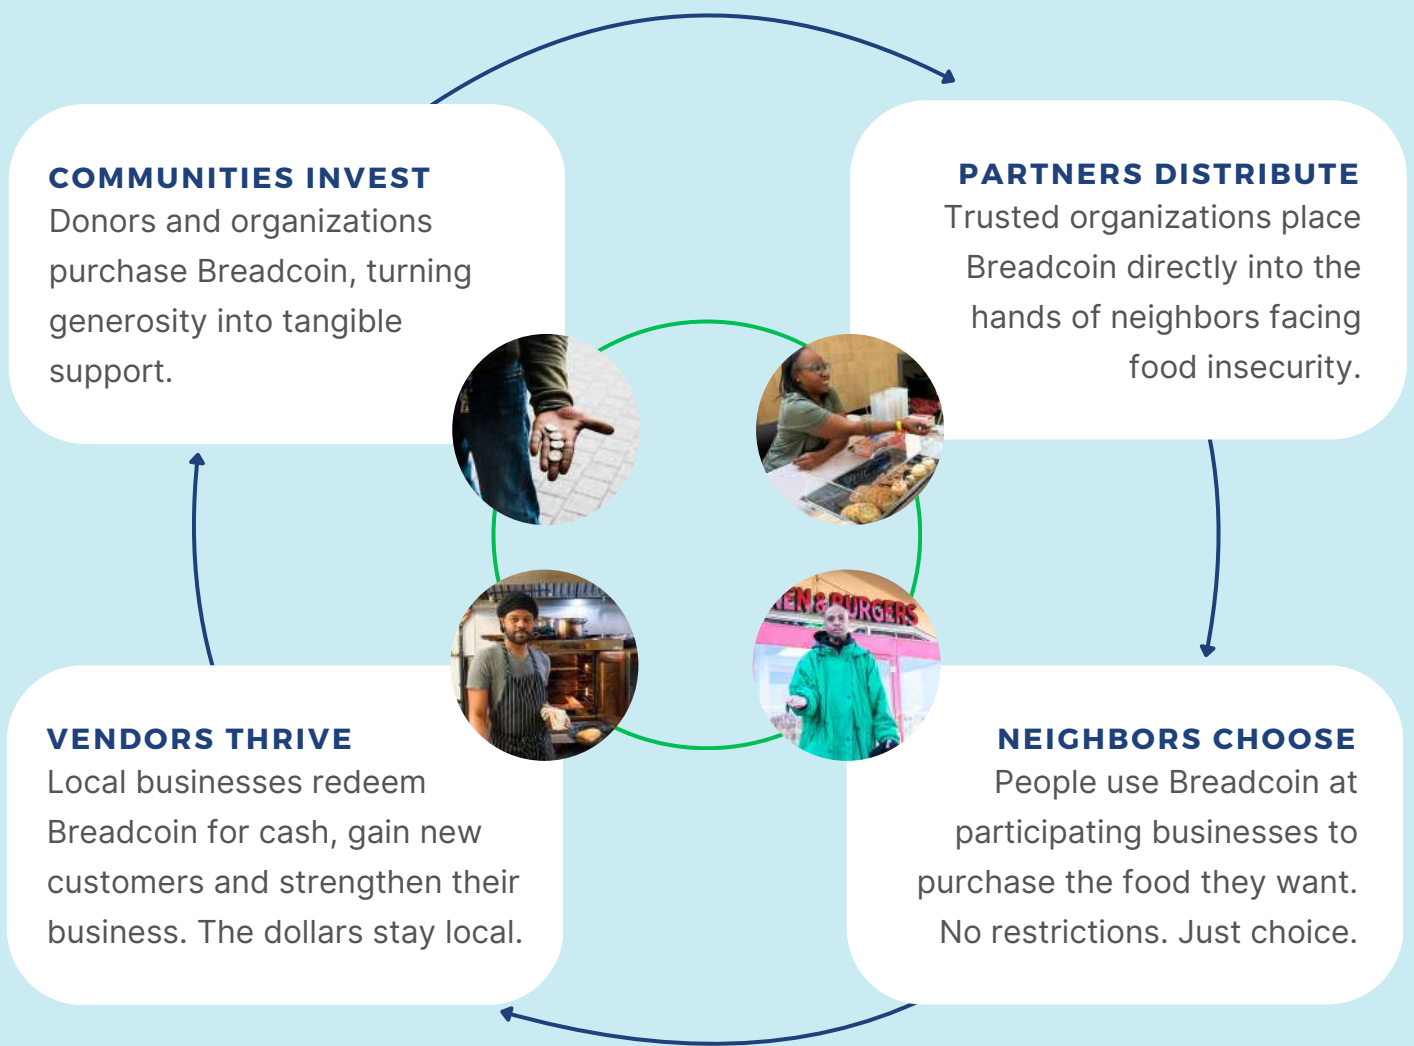 COMMUNITIES INVEST
Donors and organizations
purchase Breadcoin, turning
generosity into tangible
support.
PARTNERS DISTRIBUTE
Trusted organizations place
Breadcoin directly into the
hands of neighbors facing
food insecurity.
EN & BURGERS
VENDORS THRIVE
Local businesses redeem
Breadcoin for cash, gain new
customers and strengthen their
business. The dollars stay local.
NEIGHBORS CHOOSE
People use Breadcoin at
participating businesses to
purchase the food they want.
No restrictions. Just choice.